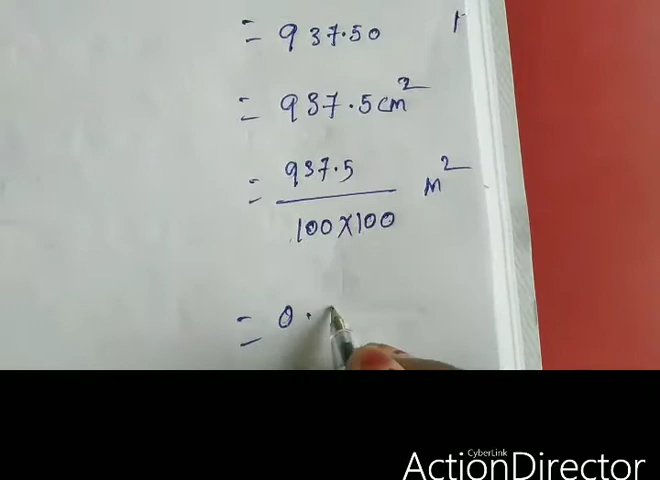 = 937.50
= 937.5 cm²
= 937.5 / 100×100 m²
= 0.
CyberLink
ActionDirector